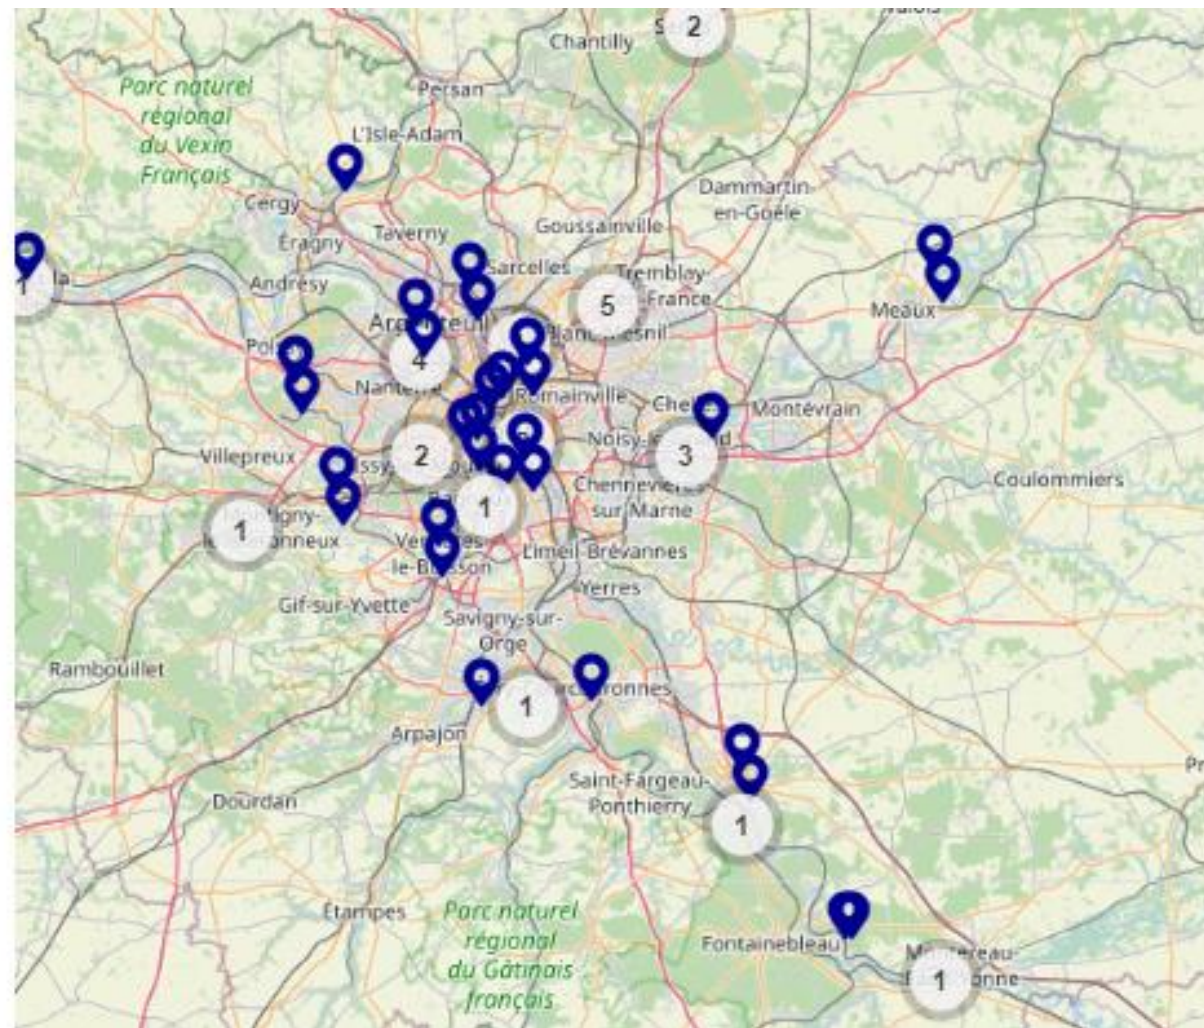 2
Chantilly
Valois
Parc naturel
régional
du Vexin
Français
Persan
L'Isle-Adam
Dammartin-
en-Goële
Cergy
Éragny
Taverny
Goussainville
Sarcelles
Tremblay-
France
la
1
Andrésy
5
Meaux
4
Nanterre
Romainville
Montévrain
Villepreux
2
3
Coulommiers
Chennevières-
sur-Marne
1
1
Limeil-Brévannes
Gif-sur-Yvette
Yerres
Savigny-sur-
Orge
Rambouillet
1
Arpajon
Saint-Fargeau-
Ponthierry
Dourdan
1
Étampes
Parc naturel
régional
du Gâtinais
français
Fontainebleau
1